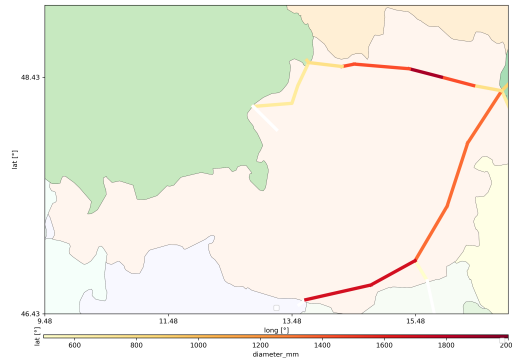 48.43
lat [°]
46.43
9.48 11.48 13.48 15.48
long [°]
lat [°]
600 800 1000 1200 1400 1600 1800
diameter_mm